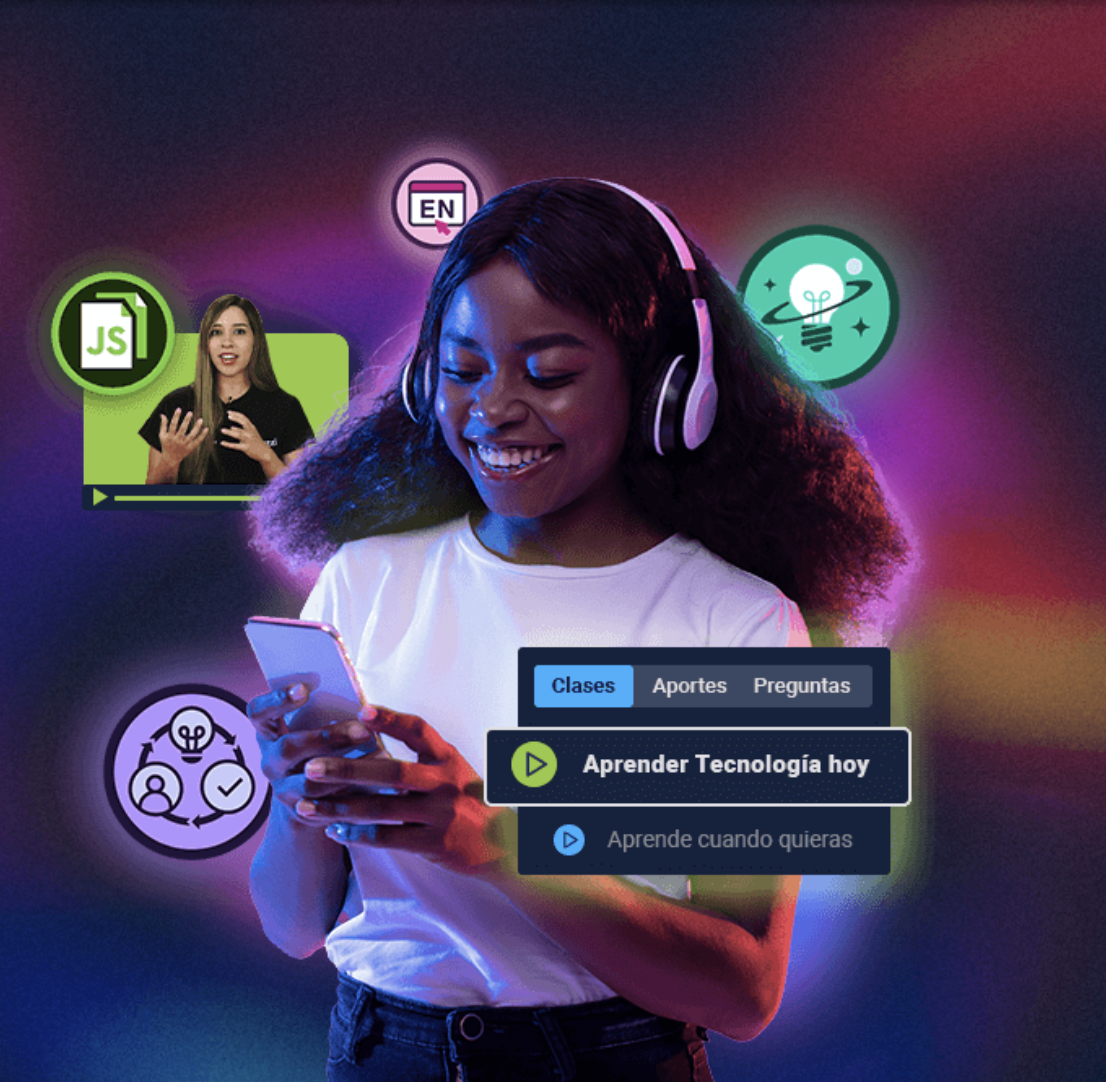 EN
JS
Clases Aportes Preguntas
Aprender Tecnología hoy
Aprende cuando quieras